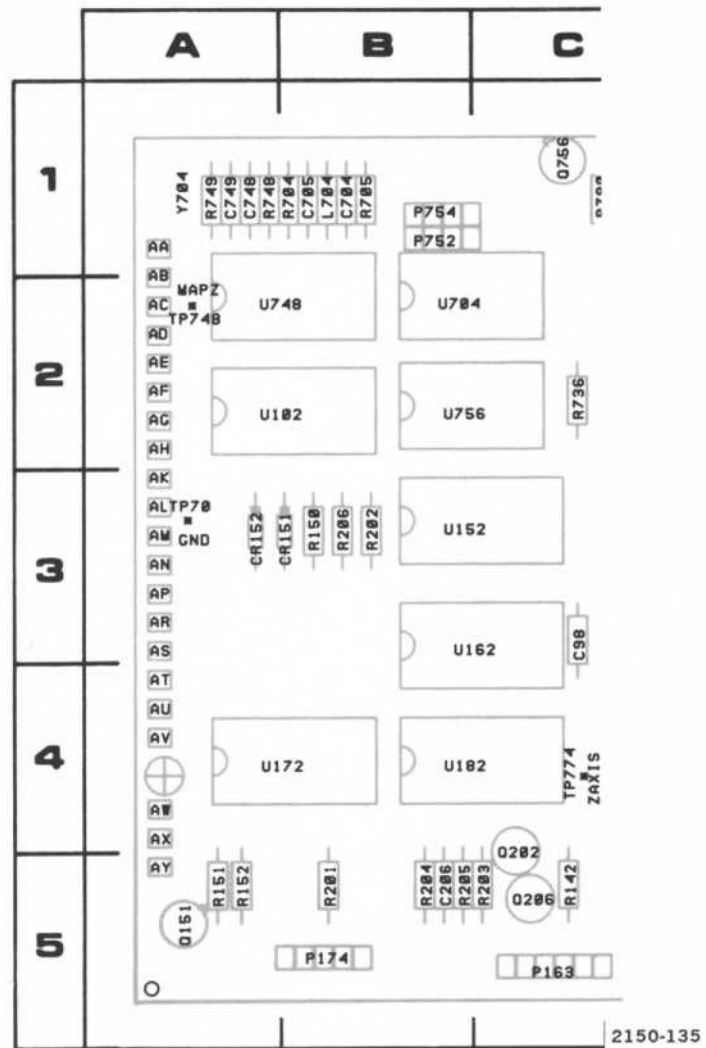 A B C
1
Q756
Y704 R749 C749 C748 R748 R704 C705 L704 C704 R705
P754
P752
AA
AB
MAPZ
AC
TP748
U748 U704
AD
2
AE
AF
AG
U102 U756 R736
AH
AK
AL TP70
AM
GND
CR152 CR151 R150 R206 R202 U152
3
AN
AP
AR
AS
U162 C98
AT
AU
AV
4
U172 U182 TP774 ZAXIS
AW
AX
AY
Q202
R151 R152 R201 R204 C206 R205 R203 Q206 R142
Q151
5
P174 P163
2150-135